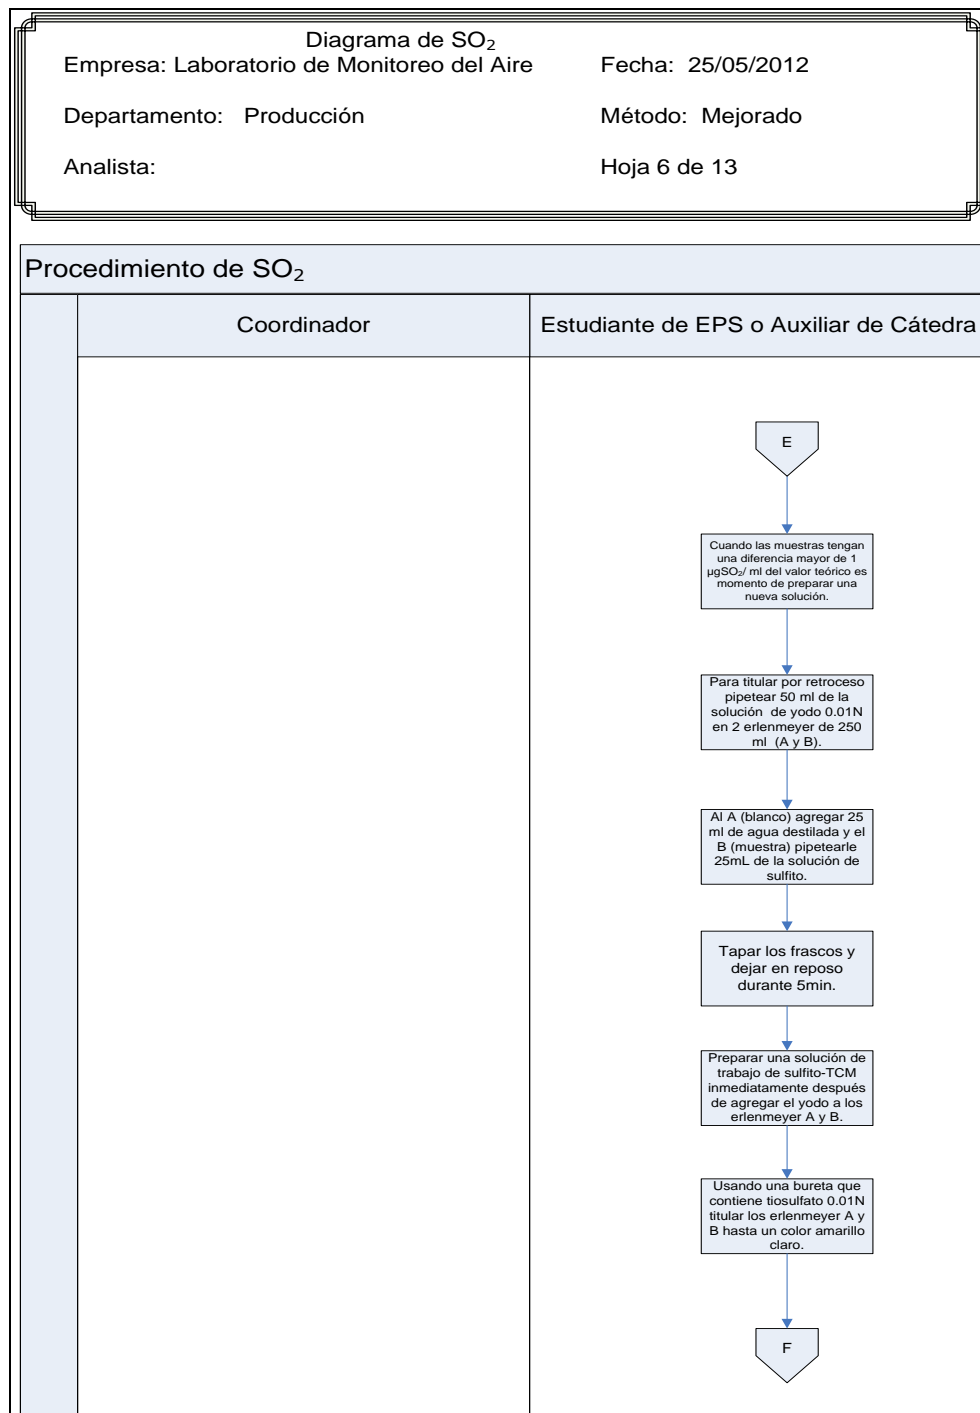 Diagrama de SO₂
Empresa: Laboratorio de Monitoreo del Aire Fecha: 25/05/2012
Departamento: Producción Método: Mejorado
Analista: Hoja 6 de 13
Procedimiento de SO₂
Coordinador Estudiante de EPS o Auxiliar de Cátedra
E
Cuando las muestras tengan
una diferencia mayor de 1
µgSO₂/ ml del valor teórico es
momento de preparar una
nueva solución.
Para titular por retroceso
pipetear 50 ml de la
solución de yodo 0.01N
en 2 erlenmeyer de 250
ml (A y B).
Al A (blanco) agregar 25
ml de agua destilada y el
B (muestra) pipetearle
25mL de la solución de
sulfito.
Tapar los frascos y
dejar en reposo
durante 5min.
Preparar una solución de
trabajo de sulfito-TCM
inmediatamente después
de agregar el yodo a los
erlenmeyer A y B.
Usando una bureta que
contiene tiosulfato 0.01N
titular los erlenmeyer A y
B hasta un color amarillo
claro.
F